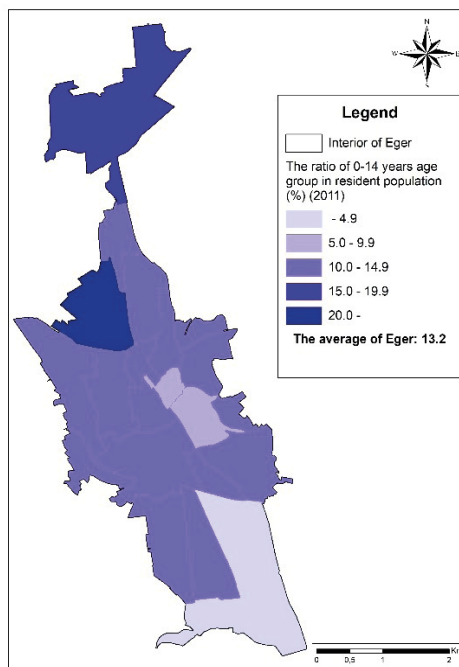 N
W
E
S
Legend
Interior of Eger
The ratio of 0-14 years age
group in resident population
(%) (2011)
- 4.9
5.0 - 9.9
10.0 - 14.9
15.0 - 19.9
20.0 -
The average of Eger: 13.2
Km
0 0,5 1 2